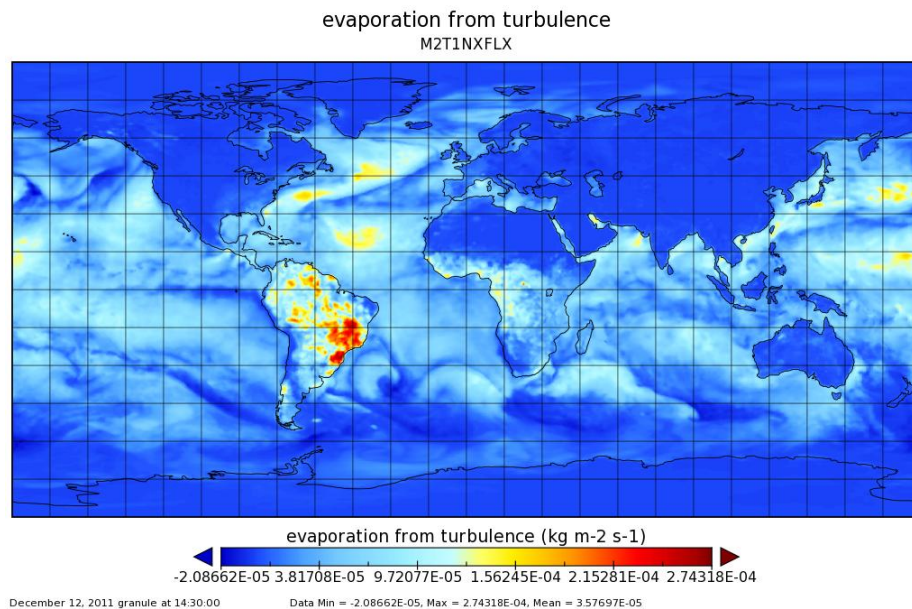 evaporation from turbulence
M2T1NXFLX
evaporation from turbulence (kg m-2 s-1)
-2.08662E-05 3.81708E-05 9.72077E-05 1.56245E-04 2.15281E-04 2.74318E-04
December 12, 2011 granule at 14:30:00 Data Min = -2.08662E-05, Max = 2.74318E-04, Mean = 3.57697E-05